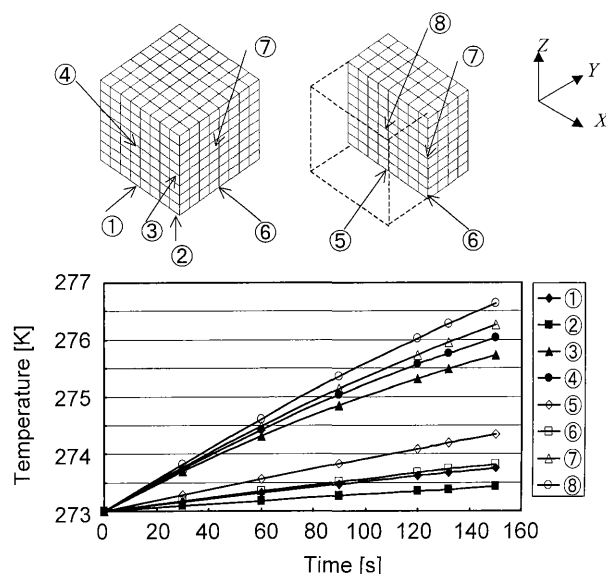 ⑧
⑦ Z
④ ⑦ Y
X
①
③ ⑥ ⑤ ⑥
②
277
276
275
274
273
0 20 40 60 80 100 120 140 160
Temperature [K]
Time [s]
①
②
③
④
⑤
⑥
⑦
⑧